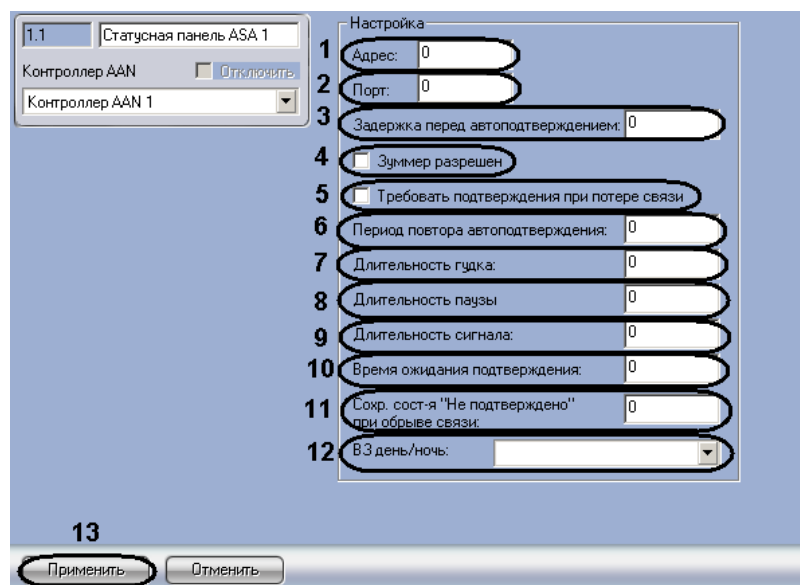 1.1 Статусная панель ASA 1
Контроллер AAN Отключить
Контроллер AAN 1
Настройка
1 Адрес: 0
2 Порт: 0
3 Задержка перед автоподтверждением: 0
4 Зуммер разрешен
5 Требовать подтверждения при потере связи
6 Период повтора автоподтверждения: 0
7 Длительность гудка: 0
8 Длительность паузы 0
9 Длительность сигнала: 0
10 Время ожидания подтверждения: 0
11 Сохр. сост-я "Не подтверждено" 0
при обрыве связи:
12 ВЗ день/ночь:
13
Применить Отменить